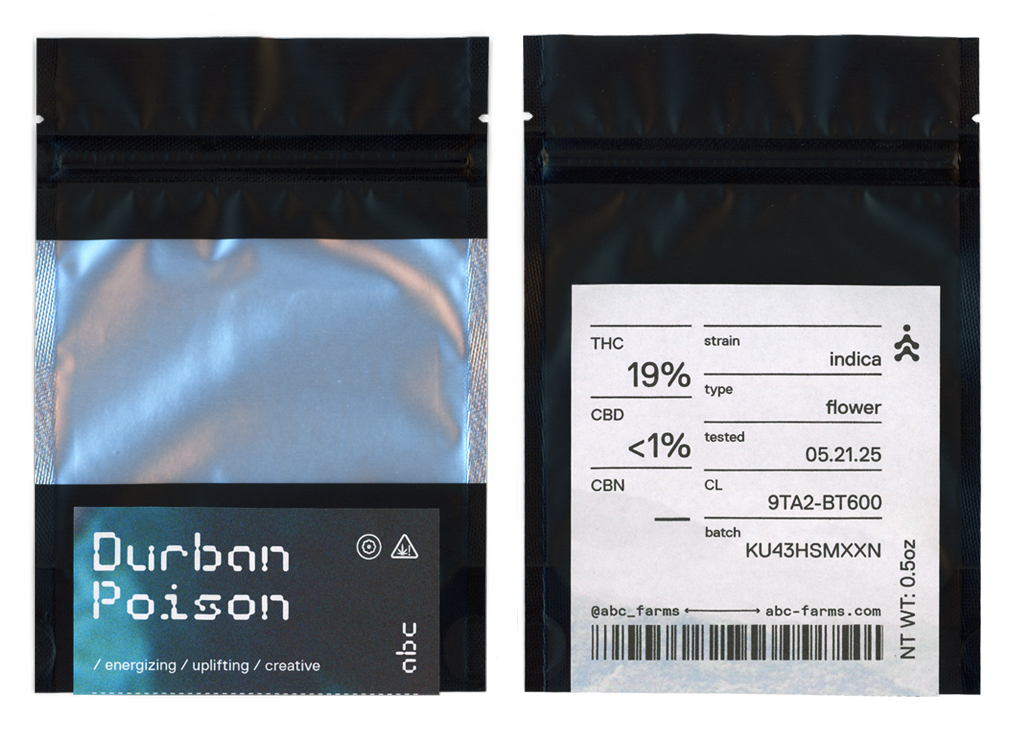 Durban
Poison
/ energizing / uplifting / creative
abc
THC
19%
CBD
<1%
CBN
—
strain
indica
type
flower
tested
05.21.25
CL
9TA2-BT600
batch
KU43HSMXXN
@abc_farms
abc-farms.com
NT WT: 0.5oz